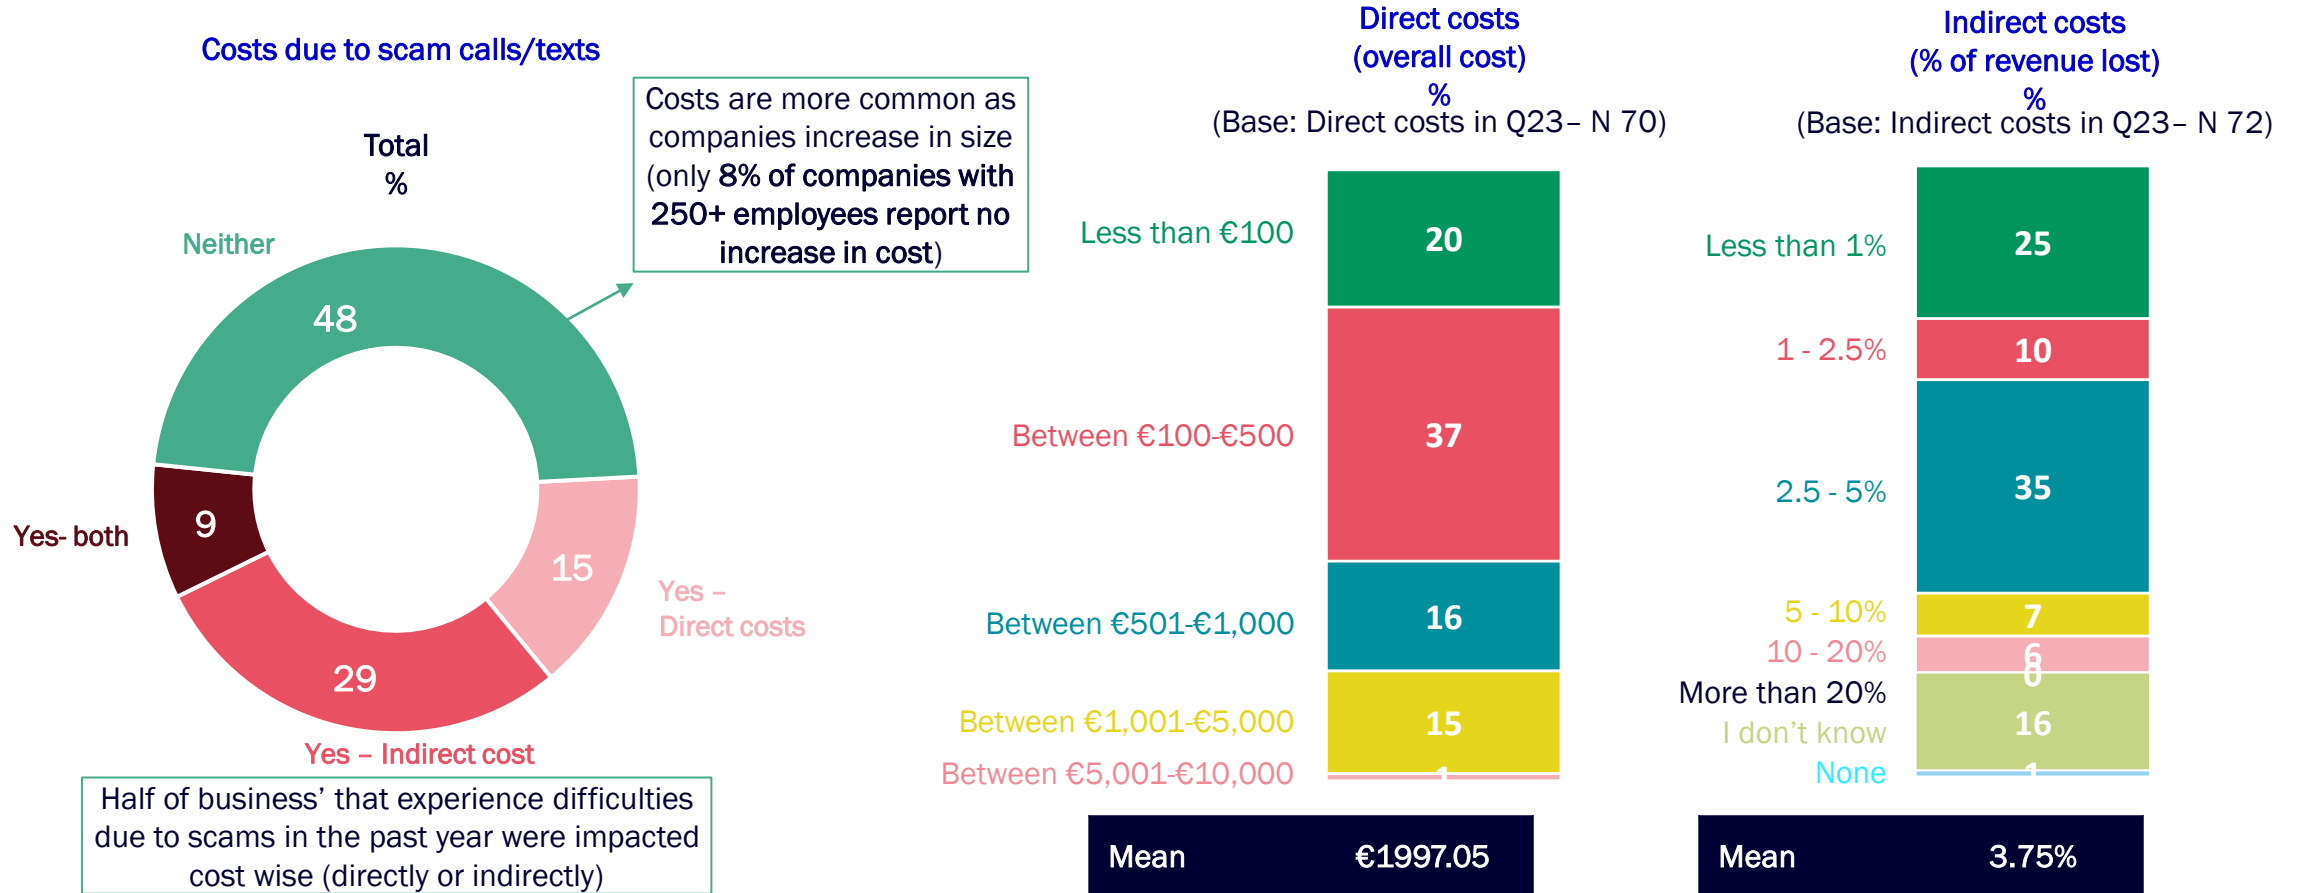 Costs due to scam calls/texts
Total
%
Neither
48
Yes- both
9
15
Yes –
Direct costs
29
Yes – Indirect cost
Costs are more common as
companies increase in size
(only 8% of companies with
250+ employees report no
increase in cost)
Half of business’ that experience difficulties
due to scams in the past year were impacted
cost wise (directly or indirectly)
Direct costs
(overall cost)
%
(Base: Direct costs in Q23– N 70)
Less than €100
20
Between €100-€500
37
Between €501-€1,000
16
Between €1,001-€5,000
15
Between €5,001-€10,000
1
Mean €1997.05
Indirect costs
(% of revenue lost)
%
(Base: Indirect costs in Q23– N 72)
Less than 1%
25
1 - 2.5%
10
2.5 - 5%
35
5 - 10%
7
10 - 20%
6
More than 20%
0
I don’t know
16
None
1
Mean 3.75%